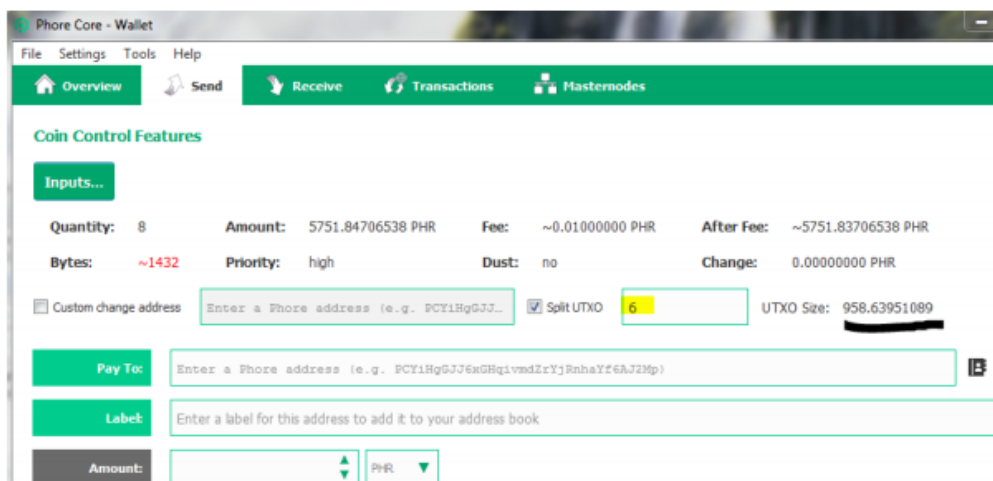 Phore Core - Wallet
File Settings Tools Help
Overview Send Receive Transactions Masternodes
Coin Control Features
Inputs...
Quantity: 8 Amount: 5751.84706538 PHR Fee: ~0.01000000 PHR After Fee: ~5751.83706538 PHR
Bytes: ~1432 Priority: high Dust: no Change: 0.00000000 PHR
Custom change address Enter a Phore address (e.g. PCYiHgGJJ... Split UTXO 6 UTXO Size: 958.63951089
Pay To: Enter a Phore address (e.g. PCYiHgGJJ6xGHqivmdZrYjRnhaYf6AJ2Mp)
Label: Enter a label for this address to add it to your address book
Amount: PHR